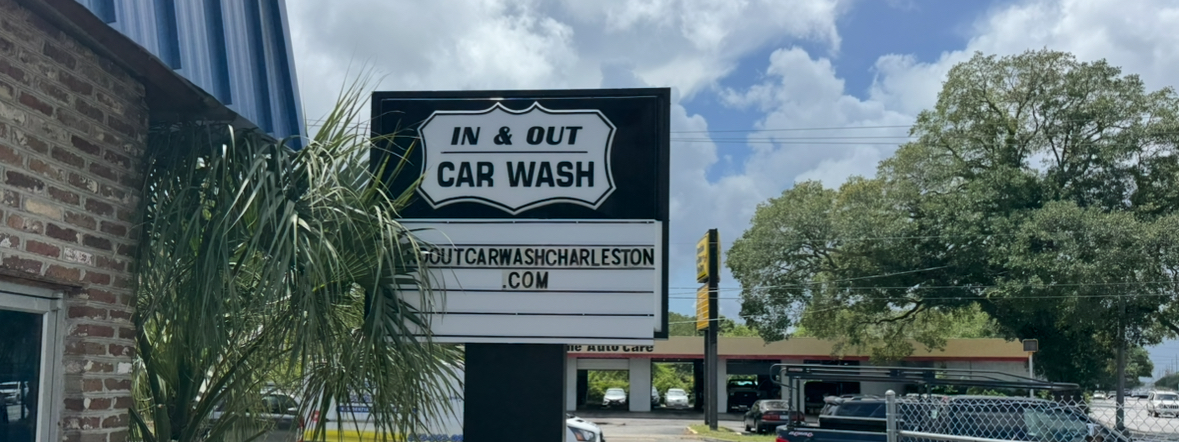 IN & OUT
CAR WASH
OUTCARWASHCHARLESTON
.COM
Auto Care